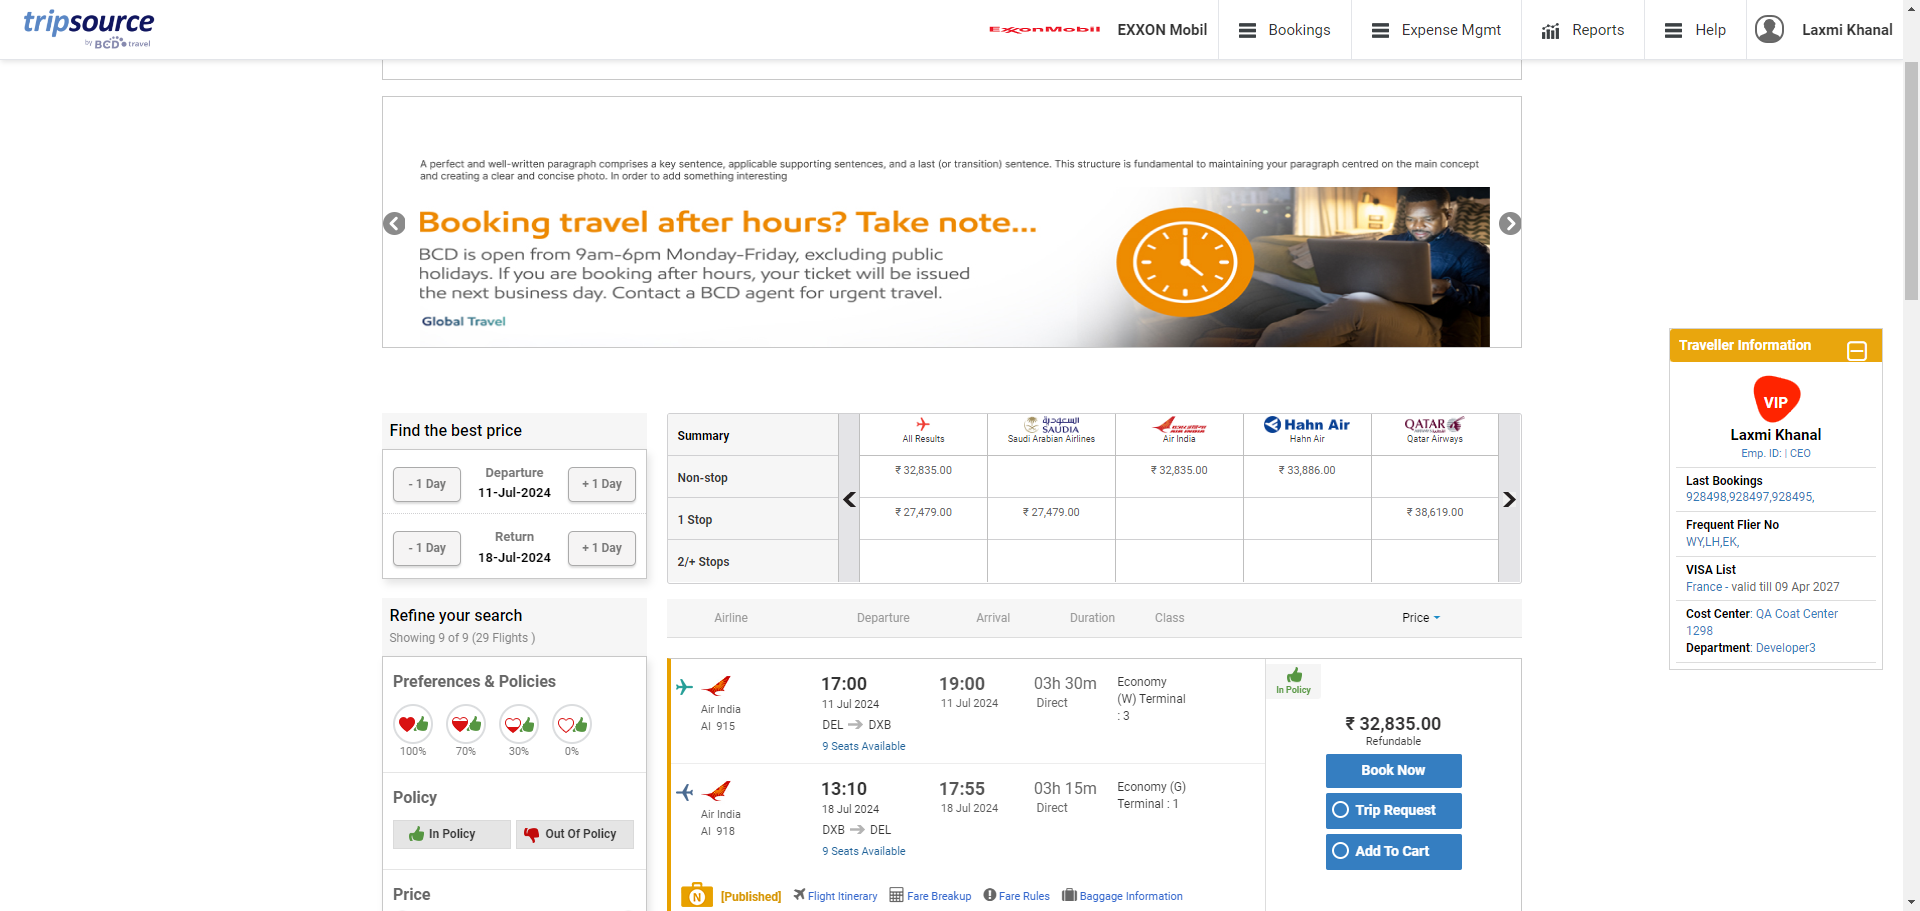 tripsource
by BCD travel
ExxonMobil
EXXON Mobil
Bookings
Expense Mgmt
Reports
Help
Laxmi Khanal
A perfect and well-written paragraph comprises a key sentence, applicable supporting sentences, and a last (or transition) sentence. This structure is fundamental to maintaining your paragraph centred on the main concept
and creating a clear and concise photo. In order to add something interesting
Booking travel after hours? Take note...
BCD is open from 9am-6pm Monday-Friday, excluding public
holidays. If you are booking after hours, your ticket will be issued
the next business day. Contact a BCD agent for urgent travel.
Global Travel
Traveller Information
VIP
Laxmi Khanal
Emp. ID: | CEO
Last Bookings
928498,928497,928495,
Frequent Flier No
WY,LH,EK,
VISA List
France - valid till 09 Apr 2027
Cost Center: QA Coat Center
1298
Department: Developer3
Find the best price
- 1 Day
Departure
11-Jul-2024
+ 1 Day
- 1 Day
Return
18-Jul-2024
+ 1 Day
Refine your search
Showing 9 of 9 (29 Flights )
Preferences & Policies
100% 70% 30% 0%
Policy
In Policy
Out Of Policy
Price
Summary
All Results
السعودية
SAUDIA
Saudi Arabian Airlines
Air India
Hahn Air
Hahn Air
QATAR
Qatar Airways
Non-stop
₹ 32,835.00
₹ 32,835.00
₹ 33,886.00
1 Stop
₹ 27,479.00
₹ 27,479.00
₹ 38,619.00
2/+ Stops
Airline Departure Arrival Duration Class Price
Air India
AI 915
17:00
11 Jul 2024
DEL DXB
9 Seats Available
19:00
11 Jul 2024
03h 30m
Direct
Economy
(W) Terminal
: 3
Air India
AI 918
13:10
18 Jul 2024
DXB DEL
9 Seats Available
17:55
18 Jul 2024
03h 15m
Direct
Economy (G)
Terminal : 1
In Policy
₹ 32,835.00
Refundable
Book Now
Trip Request
Add To Cart
N
[Published]
Flight Itinerary
Fare Breakup
Fare Rules
Baggage Information